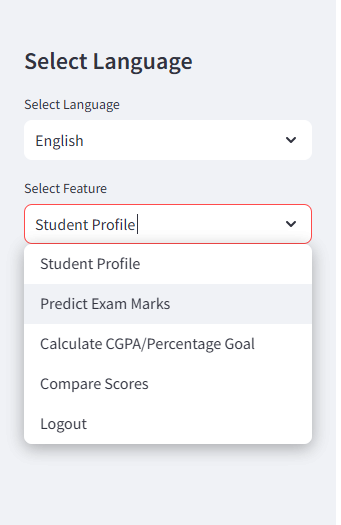 Select Language
Select Language
English
Select Feature
Student Profile
Student Profile
Predict Exam Marks
Calculate CGPA/Percentage Goal
Compare Scores
Logout